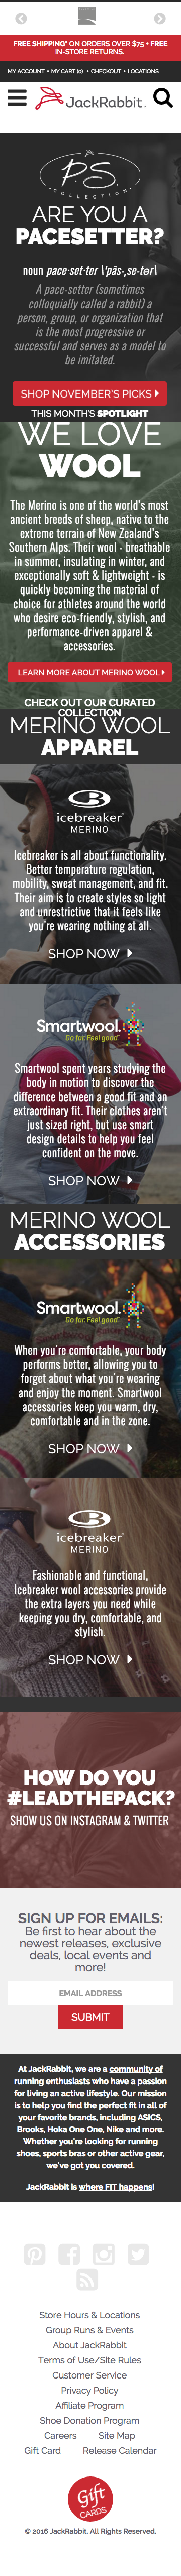 FREE SHIPPING* ON ORDERS OVER $75 + FREE
IN-STORE RETURNS.
MY ACCOUNT • MY CART (0) • CHECKOUT • LOCATIONS
JackRabbit
P.S.
COLLECTION
ARE YOU A
PACESETTER?
noun pace·set·ter \'pās-ˌse-tər\
A pace-setter (sometimes
colloquially called a rabbit) a
person, group, or organization that
is the most progressive or
successful and serves as a model to
be imitated.
SHOP NOVEMBER'S PICKS
THIS MONTH'S SPOTLIGHT
WE LOVE
WOOL
The Merino is one of the world's most
ancient breeds of sheep, native to the
extreme terrain of New Zealand's
Southern Alps. Their wool - breathable
in summer, insulating in winter, and
exceptionally soft & lightweight - is
quickly becoming the material of
choice for athletes around the world
who desire eco-friendly, stylish, and
performance-driven apparel &
accessories.
LEARN MORE ABOUT MERINO WOOL
CHECK OUT OUR CURATED
COLLECTION
MERINO WOOL
APPAREL
icebreaker
MERINO
Icebreaker is all about functionality.
Better temperature regulation,
mobility, sweat management, and fit.
Their aim is to create styles so light
and unrestrictive that it feels like
you're wearing nothing at all.
SHOP NOW
Smartwool
Go far. Feel good.
Smartwool spent years studying the
body in motion to discover the
difference between a good fit and an
extraordinary fit. Their clothes aren't
just sized right, but use smart
design details to help you feel
confident on the move.
SHOP NOW
MERINO WOOL
ACCESSORIES
Smartwool
Go far. Feel good.
When you're comfortable, your body
performs better, allowing you to
forget about what you're wearing
and enjoy the moment. Smartwool
accessories keep you warm, dry,
comfortable and in the zone.
SHOP NOW
icebreaker
MERINO
Fashionable and functional,
Icebreaker wool accessories provide
the extra layers you need while
keeping you dry, comfortable, and
stylish.
SHOP NOW
HOW DO YOU
#LEADTHEPACK?
SHOW US ON INSTAGRAM & TWITTER
SIGN UP FOR EMAILS:
Be first to hear about the
newest releases, exclusive
deals, local events and
more!
EMAIL ADDRESS
SUBMIT
At JackRabbit, we are a community of
running enthusiasts who have a passion
for living an active lifestyle. Our mission
is to help you find the perfect fit in all of
your favorite brands, including ASICS,
Brooks, Hoka One One, Nike and more.
Whether you're looking for running
shoes, sports bras or other active gear,
we've got you covered.
JackRabbit is where FIT happens!
Store Hours & Locations
Group Runs & Events
About JackRabbit
Terms of Use/Site Rules
Customer Service
Privacy Policy
Affiliate Program
Shoe Donation Program
Careers Site Map
Gift Card Release Calendar
Gift
CARDS
© 2016 JackRabbit. All Rights Reserved.